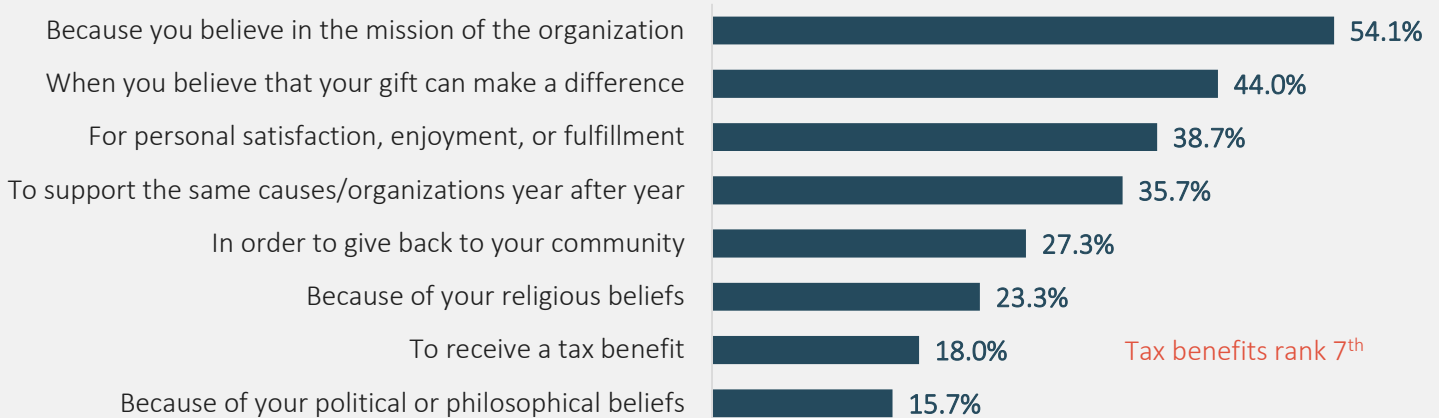 Because you believe in the mission of the organization 54.1%
When you believe that your gift can make a difference 44.0%
For personal satisfaction, enjoyment, or fulfillment 38.7%
To support the same causes/organizations year after year 35.7%
In order to give back to your community 27.3%
Because of your religious beliefs 23.3%
To receive a tax benefit 18.0% Tax benefits rank 7th
Because of your political or philosophical beliefs 15.7%